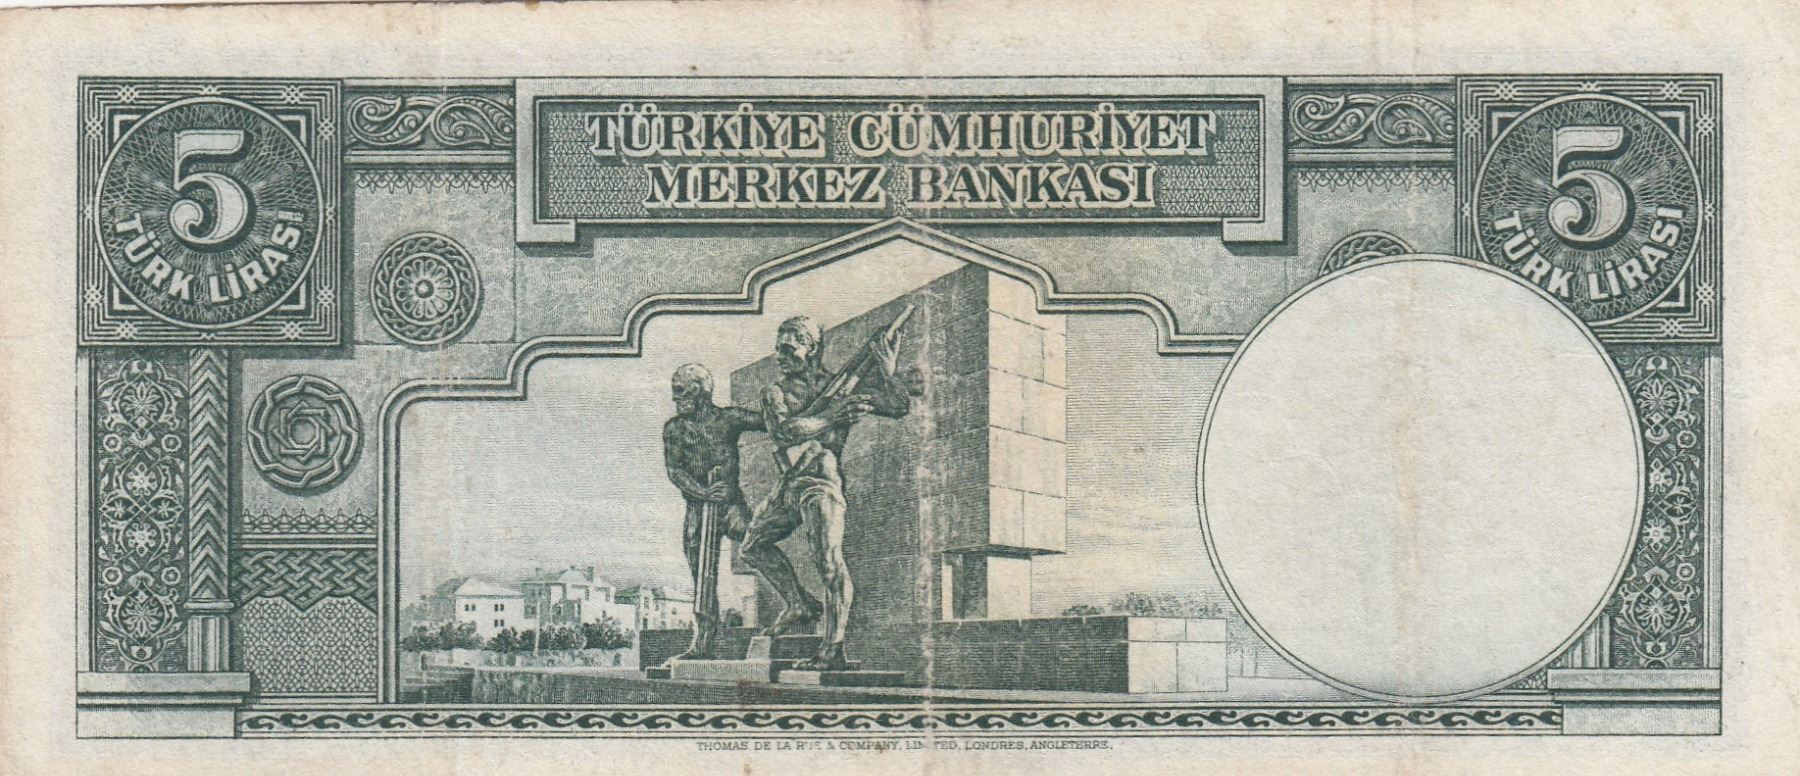 5
TÜRK LİRASİ
TÜRKİYE CÜMHURİYET
MERKEZ BANKASI
5
TÜRK LİRASİ
THOMAS DE LA RUE & COMPANY, LIMITED, LONDRES, ANGLETERRE.